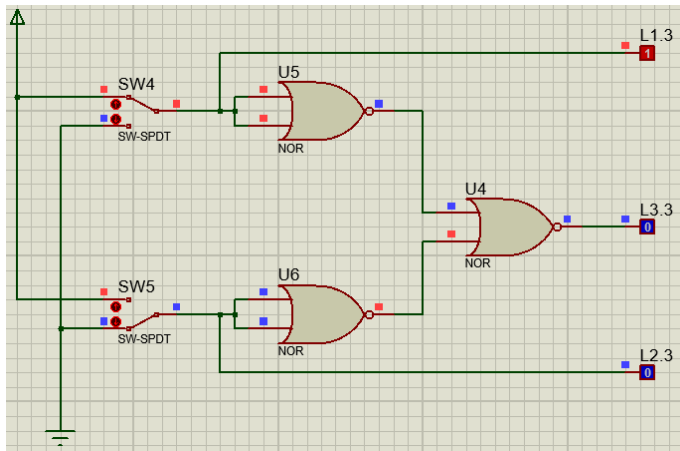 L1.3
1
U5
SW4
SW-SPDT
NOR
U4
L3.3
0
NOR
U6
SW5
SW-SPDT
NOR
L2.3
0